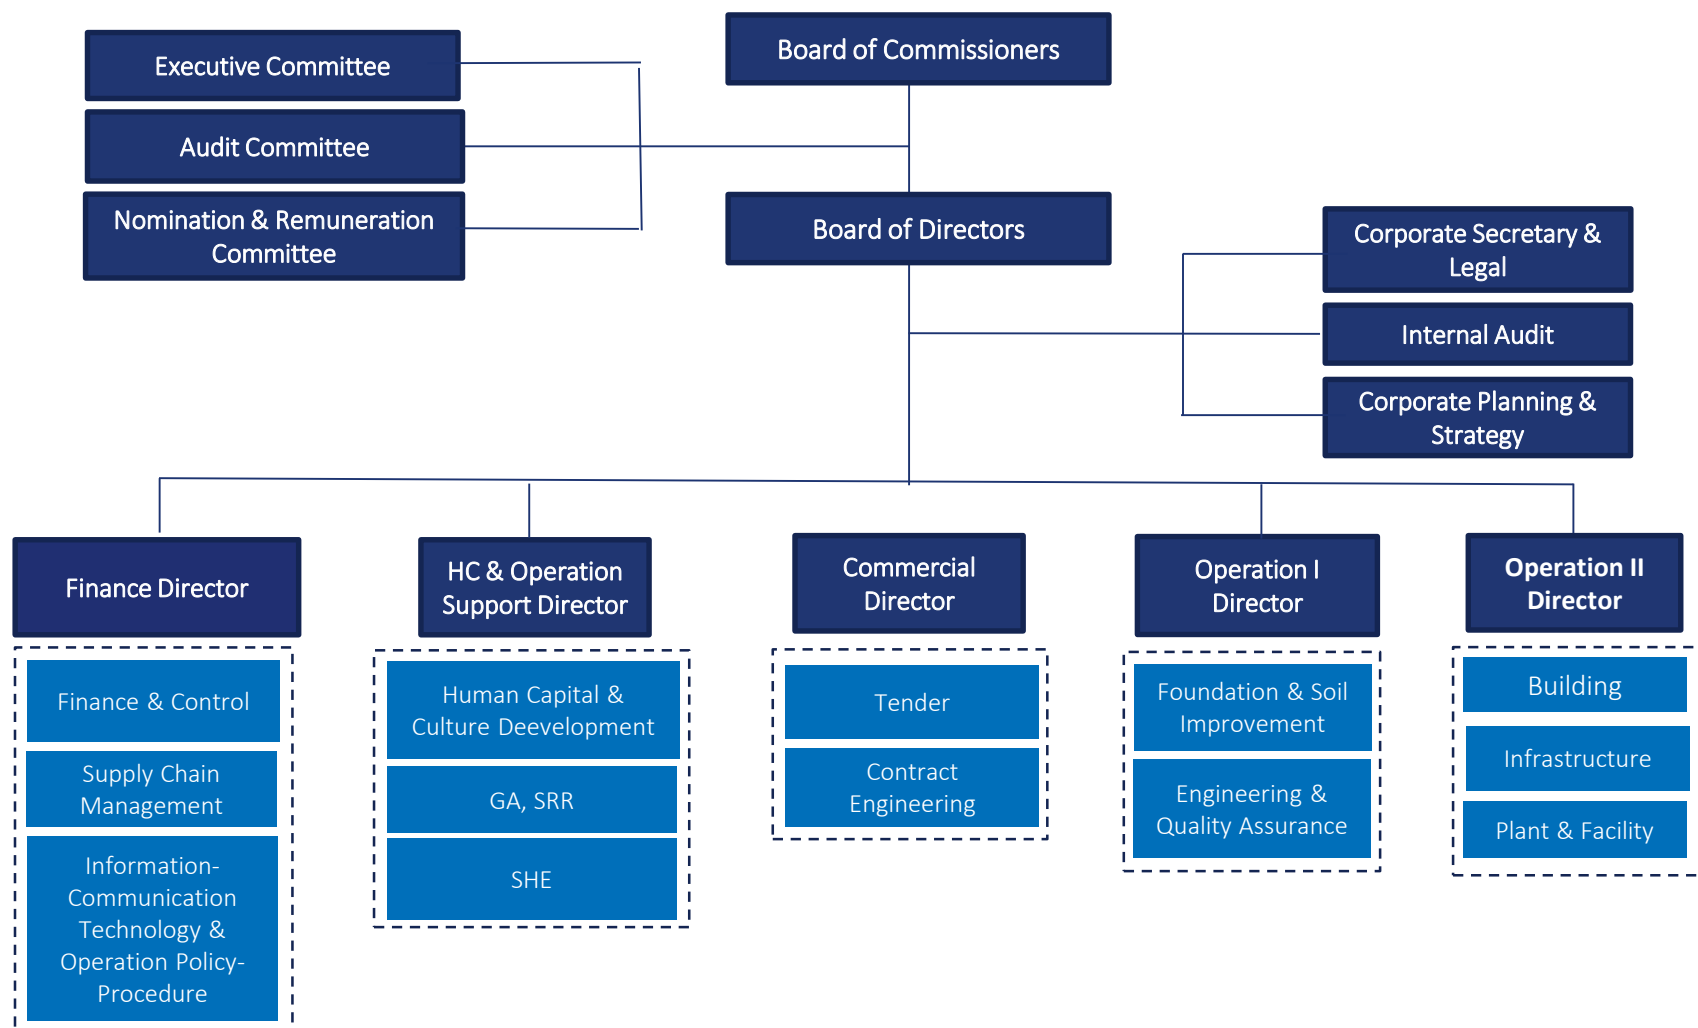 Board of Commissioners
Executive Committee
Audit Committee
Nomination & Remuneration
Committee
Board of Directors
Corporate Secretary &
Legal
Internal Audit
Corporate Planning &
Strategy
Finance Director
HC & Operation
Support Director
Commercial
Director
Operation I
Director
Operation II
Director
Finance & Control
Supply Chain
Management
Information-
Communication
Technology &
Operation Policy-
Procedure
Human Capital &
Culture Deevelopment
GA, SRR
SHE
Tender
Contract
Engineering
Foundation & Soil
Improvement
Engineering &
Quality Assurance
Building
Infrastructure
Plant & Facility